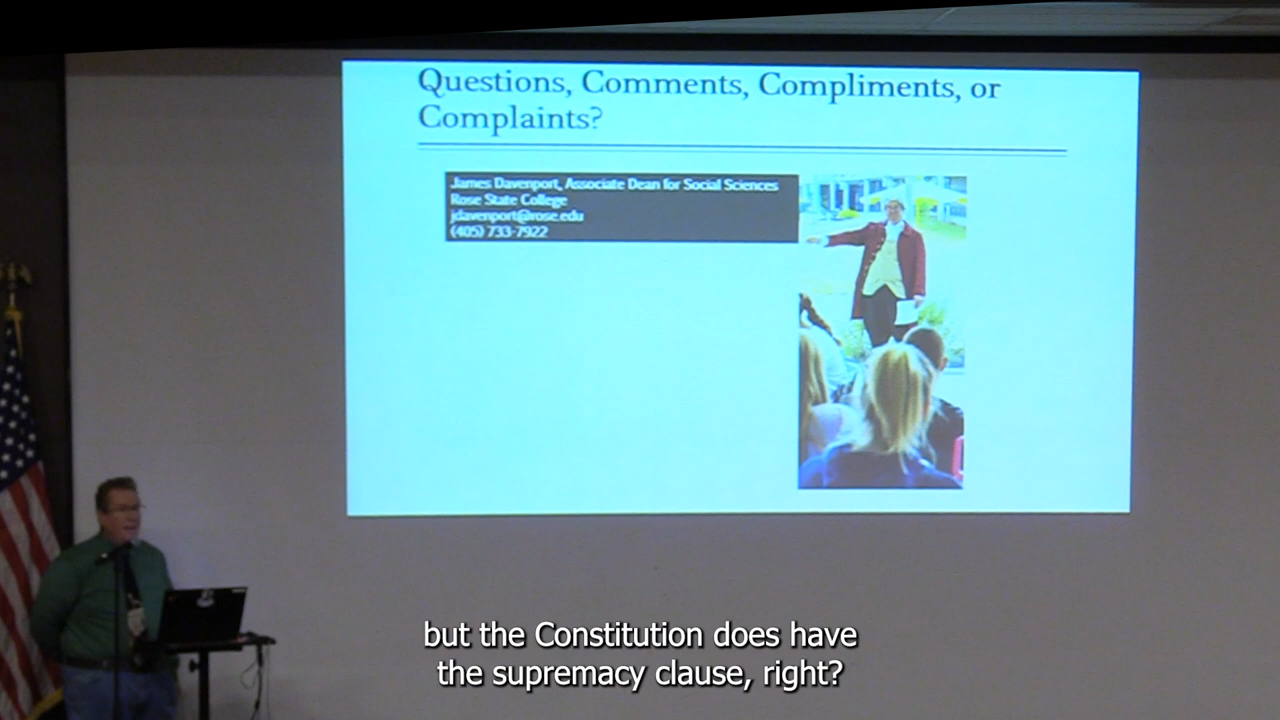 Questions, Comments, Compliments, or
Complaints?
James Davenport, Associate Dean for Social Sciences
Rose State College
jdavenport@rose.edu
(405) 733-7922
but the Constitution does have
the supremacy clause, right?